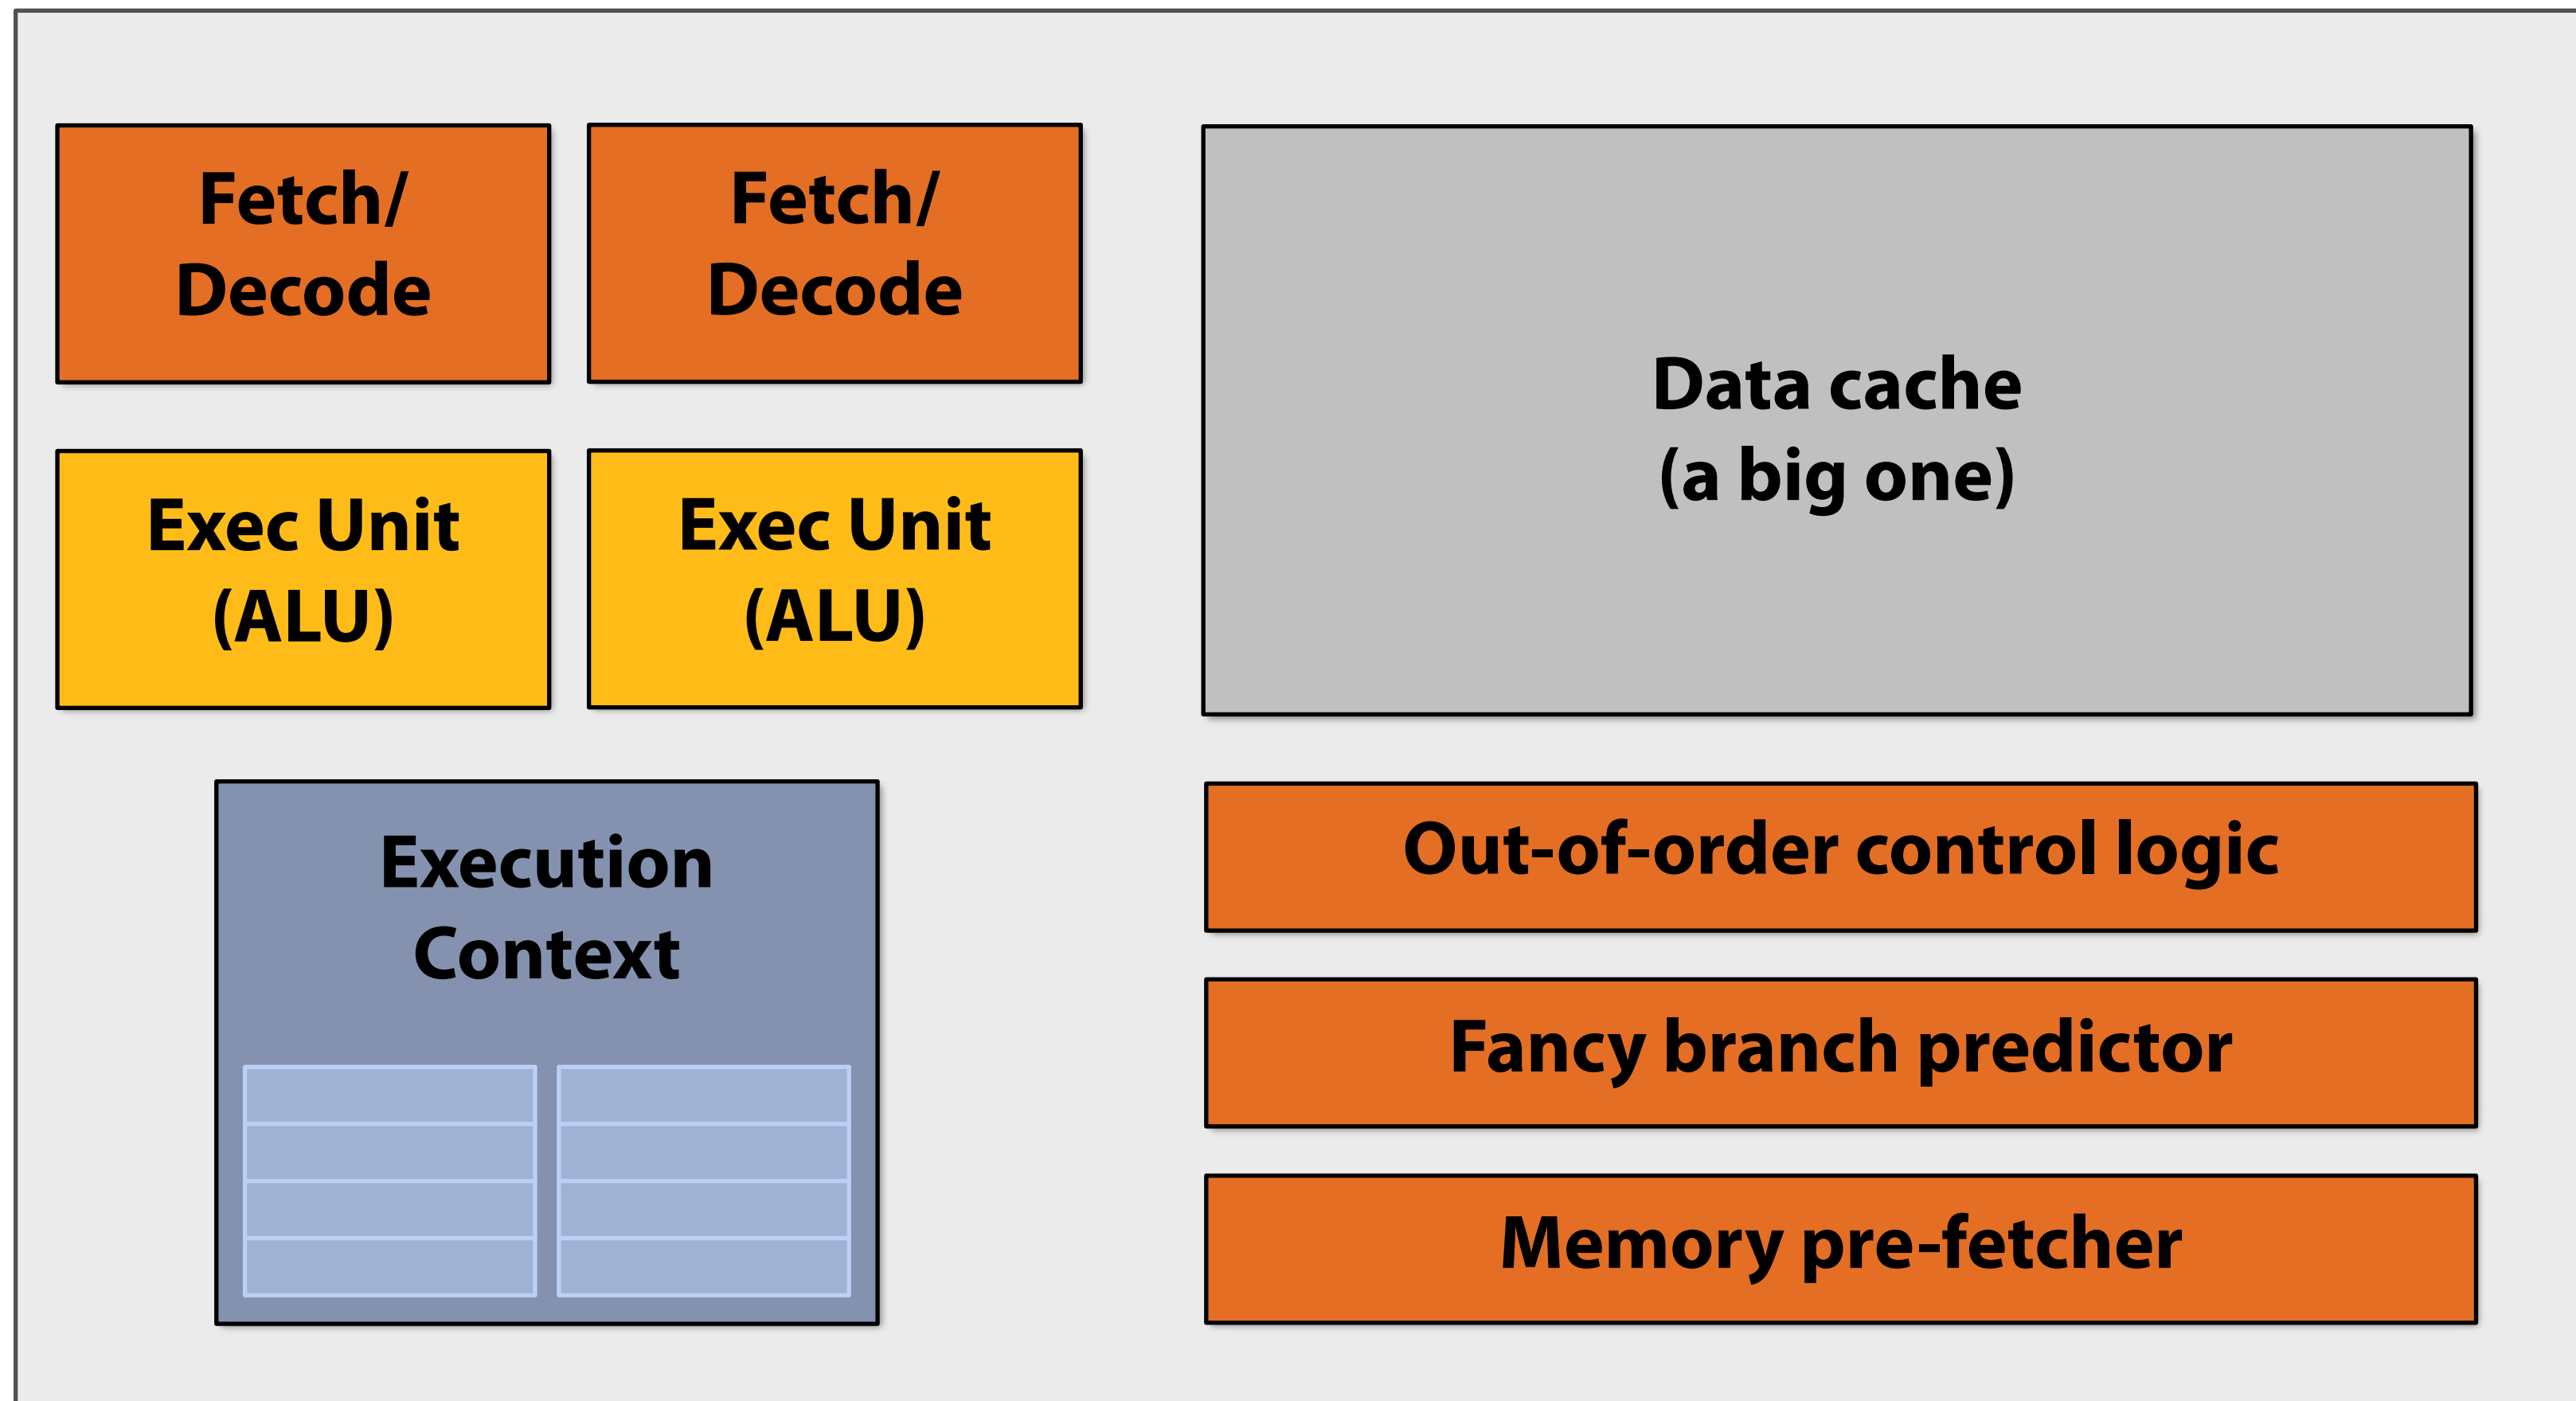 Fetch/
Decode
Fetch/
Decode
Exec Unit
(ALU)
Exec Unit
(ALU)
Execution
Context
Data cache
(a big one)
Out-of-order control logic
Fancy branch predictor
Memory pre-fetcher